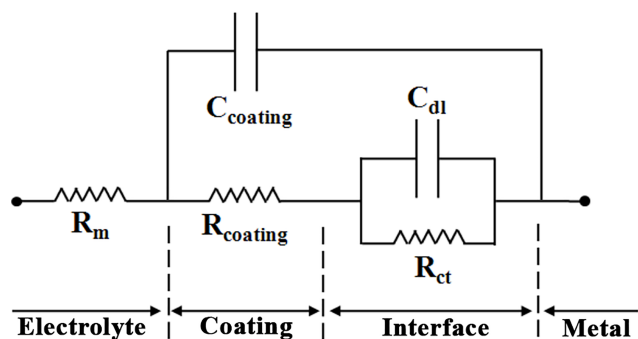 C_coating
C_dl
R_m
R_coating
R_ct
Electrolyte
Coating
Interface
Metal